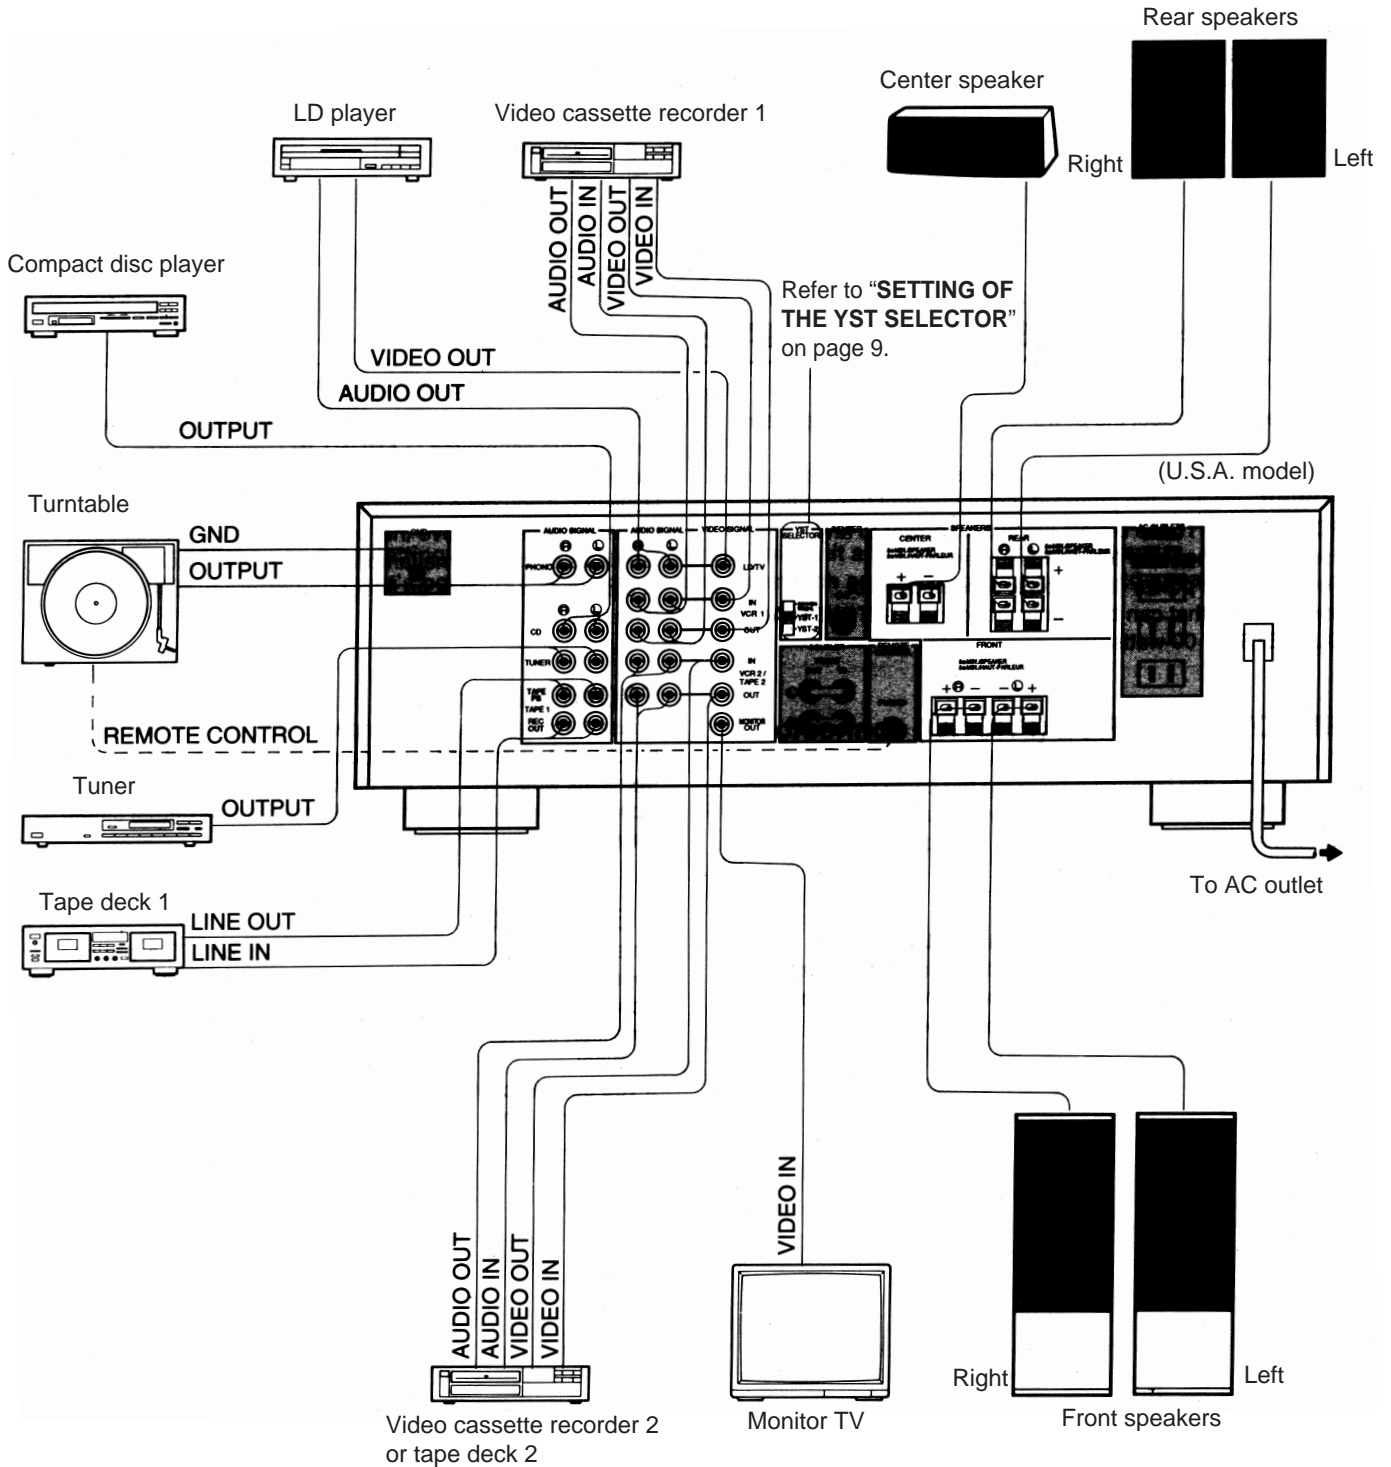 Rear speakers
Center speaker
LD player
Video cassette recorder 1
Right
Left
AUDIO OUT
AUDIO IN
VIDEO OUT
VIDEO IN
Compact disc player
Refer to “SETTING OF
THE YST SELECTOR”
on page 9.
VIDEO OUT
AUDIO OUT
OUTPUT
(U.S.A. model)
Turntable
GND
OUTPUT
AUDIO SIGNAL
AUDIO SIGNAL
VIDEO SIGNAL
YST
SELECTOR
SPEAKERS
CENTER
REAR
R
L
R
L
R
L
+
−
+
−
PHONO
LD/TV
IN
VCR 1
OUT
R
L
CD
YST-1
YST-2
TUNER
IN
VCR 2 /
TAPE 2
OUT
FRONT
+ R − − L +
TAPE
PB
TAPE 1
REC
OUT
MONITOR
OUT
REMOTE CONTROL
Tuner
OUTPUT
To AC outlet
Tape deck 1
LINE OUT
LINE IN
AUDIO OUT
AUDIO IN
VIDEO OUT
VIDEO IN
VIDEO IN
Right
Left
Video cassette recorder 2
or tape deck 2
Monitor TV
Front speakers